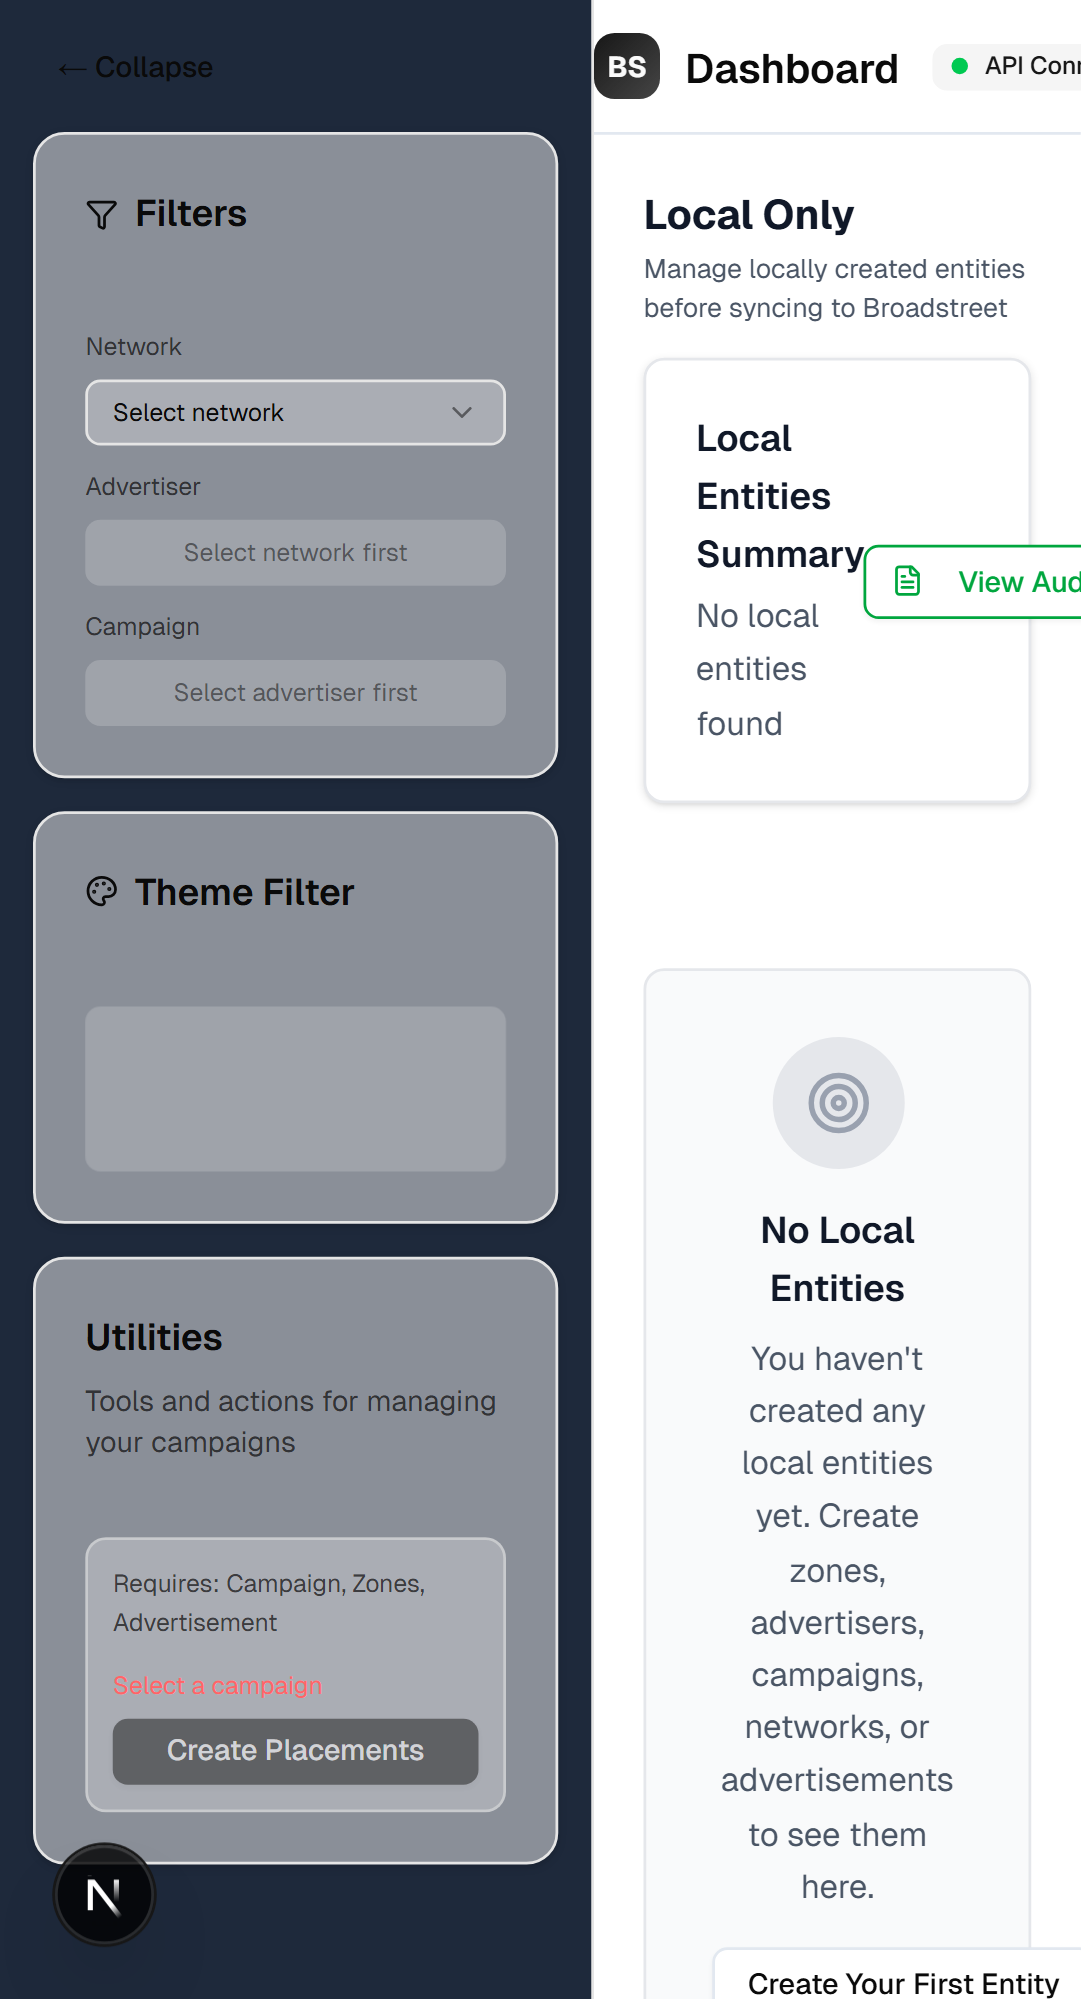 ← Collapse
Filters
Network
Select network
Advertiser
Select network first
Campaign
Select advertiser first
Theme Filter
Utilities
Tools and actions for managing
your campaigns
Requires: Campaign, Zones,
Advertisement
Select a campaign
Create Placements
N
BS
Dashboard
API Conn
Local Only
Manage locally created entities
before syncing to Broadstreet
Local
Entities
Summary
No local
entities
found
View Aud
No Local
Entities
You haven't
created any
local entities
yet. Create
zones,
advertisers,
campaigns,
networks, or
advertisements
to see them
here.
Create Your First Entity